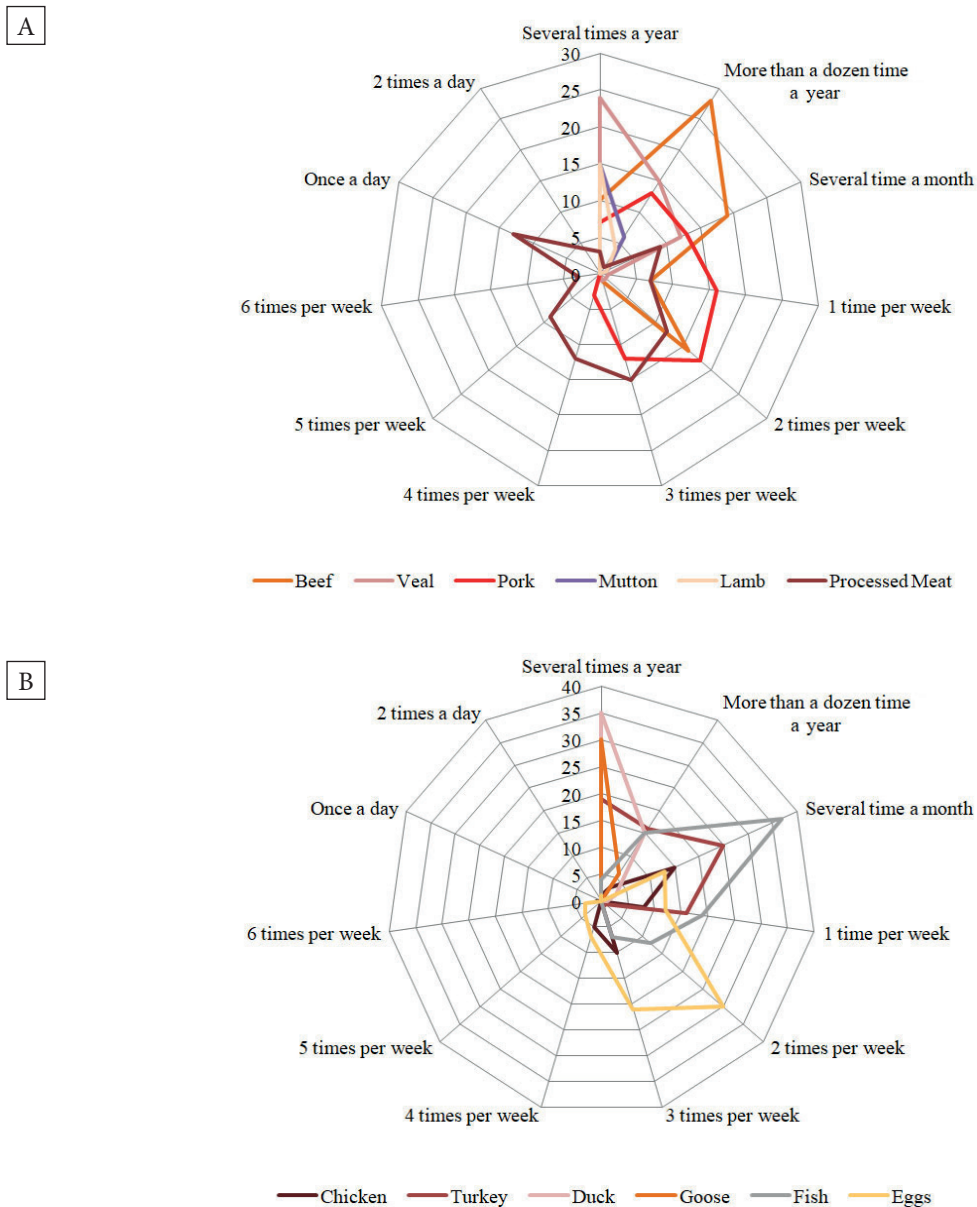 A
Several times a year
30
More than a dozen time
a year
2 times a day
25
20
Once a day
15
Several time a month
10
5
0
6 times per week
1 time per week
5 times per week
2 times per week
4 times per week
3 times per week
Beef Veal Pork Mutton Lamb Processed Meat
B
Several times a year
40
More than a dozen time
a year
2 times a day
35
30
25
Once a day
20
Several time a month
15
10
5
0
6 times per week
1 time per week
5 times per week
2 times per week
4 times per week
3 times per week
Chicken Turkey Duck Goose Fish Eggs